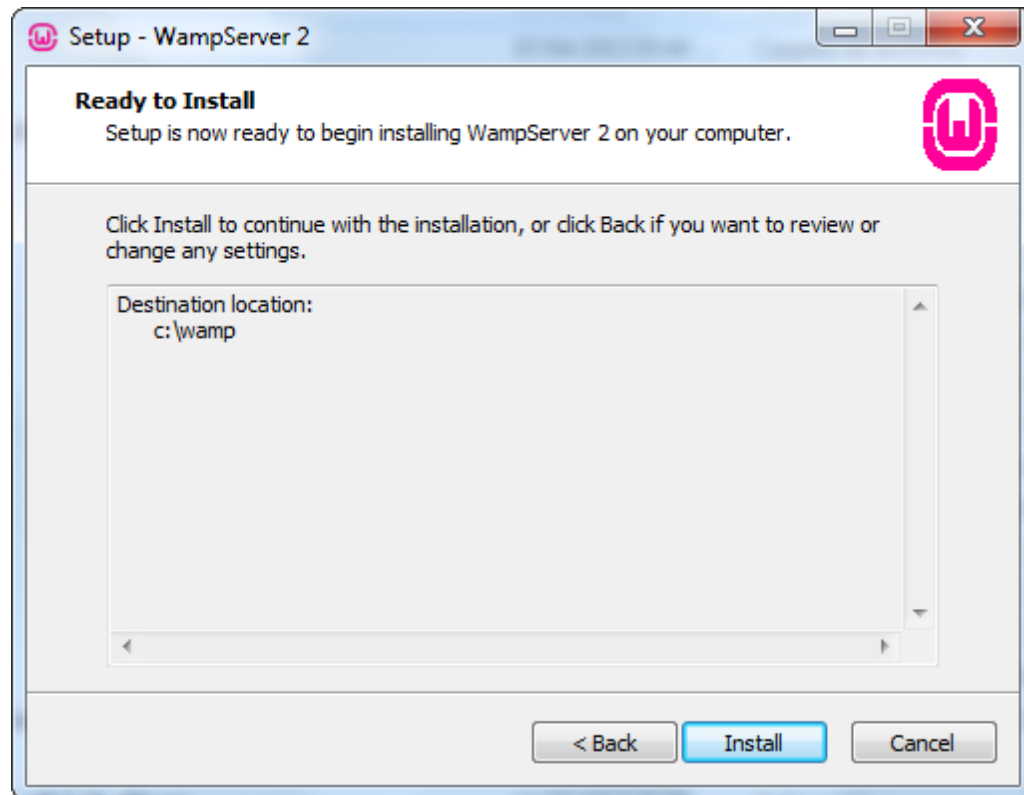 Setup - WampServer 2
Ready to Install
Setup is now ready to begin installing WampServer 2 on your computer.
Click Install to continue with the installation, or click Back if you want to review or
change any settings.
Destination location:
c:\wamp
< Back
Install
Cancel